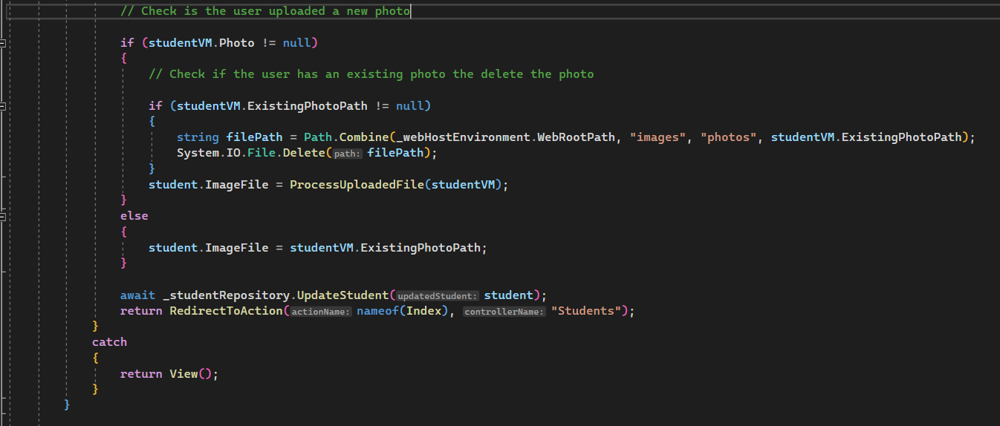 // Check is the user uploaded a new photo
if (studentVM.Photo != null)
{
// Check if the user has an existing photo the delete the photo
if (studentVM.ExistingPhotoPath != null)
{
string filePath = Path.Combine(_webHostEnvironment.WebRootPath, "images", "photos", studentVM.ExistingPhotoPath);
System.IO.File.Delete(path: filePath);
}
student.ImageFile = ProcessUploadedFile(studentVM);
}
else
{
student.ImageFile = studentVM.ExistingPhotoPath;
}
await _studentRepository.UpdateStudent(updatedStudent: student);
return RedirectToAction(actionName: nameof(Index), controllerName: "Students");
}
catch
{
return View();
}
}